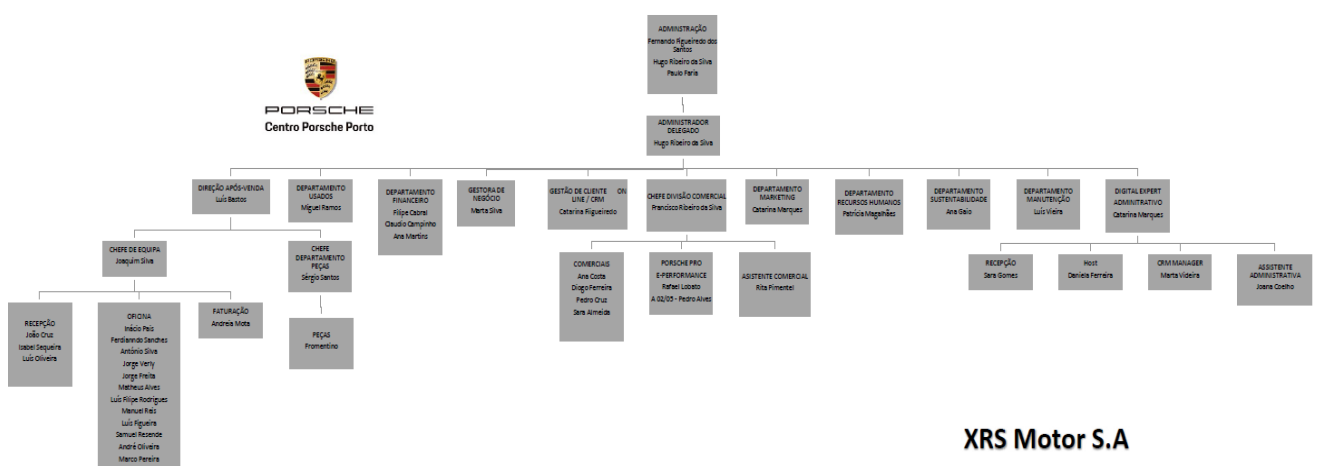 ADMINSTRAÇÃO
Fernando Figueiredo dos
Santos
Hugo Ribeiro da Silva
Paulo Faria
PORSCHE
Centro Porsche Porto
ADMINISTRADOR
DELEGADO
Hugo Ribeiro da Silva
DIREÇÃO APÓS-VENDA
Luís Bastos
DEPARTAMENTO
USADOS
Miguel Ramos
DEPARTAMENTO
FINANCEIRO
Filipe Cabral
Claudio Campinho
Ana Martins
GESTORA DE
NEGÓCIO
Marta Silva
GESTÃO DE CLIENTE ON
LINE / CRM
Catarina Figueiredo
CHEFE DIVISÃO COMERCIAL
Francisco Ribeiro da Silva
DEPARTAMENTO
MARKETING
Catarina Marques
DEPARTAMENTO
RECURSOS HUMANOS
Patrícia Magalhães
DEPARTAMENTO
SUSTENTABILIDADE
Ana Gaio
DEPARTAMENTO
MANUTENÇÃO
Luís Vieira
DIGITAL EXPERT
ADMINITRATIVO
Catarina Marques
CHEFE DE EQUIPA
Joaquim Silva
CHEFE
DEPARTAMENTO
PEÇAS
Sérgio Santos
COMERCIAIS
Ana Costa
Diogo Ferreira
Pedro Cruz
Sara Almeida
PORSCHE PRO
E-PERFORMANCE
Rafael Lobato
A 02/05 - Pedro Alves
ASISTENTE COMERCIAL
Rita Pimentel
RECEPÇÃO
Sara Gomes
Host
Daniela Ferreira
CRM MANAGER
Marta Videira
ASSISTENTE
ADMINISTRATIVA
Joana Coelho
RECEPÇÃO
João Cruz
Isabel Sequeira
Luís Oliveira
OFICINA
Inácio Pais
Ferdianndo Sanches
António Silva
Jorge Verly
Jorge Freita
Matheus Alves
Luís Filipe Rodrigues
Manuel Reis
Luís Figueira
Samuel Resende
André Oliveira
Marco Pereira
FATURAÇÃO
Andreia Mota
PEÇAS
Fromentino
XRS Motor S.A